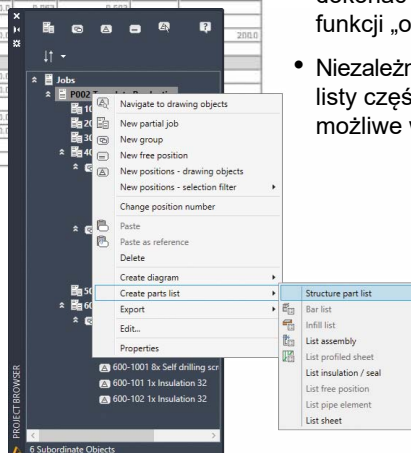 dokonać
funkcji „o
• Niezależn
listy częś
możliwe w
200.0
Jobs
P002
Navigate to drawing objects
New partial job
New group
New free position
New positions - drawing objects
New positions - selection filter
Change position number
Paste
Paste as reference
Delete
Create diagram
Create parts list
Export
Edit...
Properties
Structure part list
Bar list
Infill list
List assembly
List profiled sheet
List insulation / seal
List free position
List pipe element
List sheet
600-1001 8x Self drilling scr
600-101 1x Insulation 32
600-102 1x Insulation 32
PROJECT BROWSER
6 Subordinate Objects